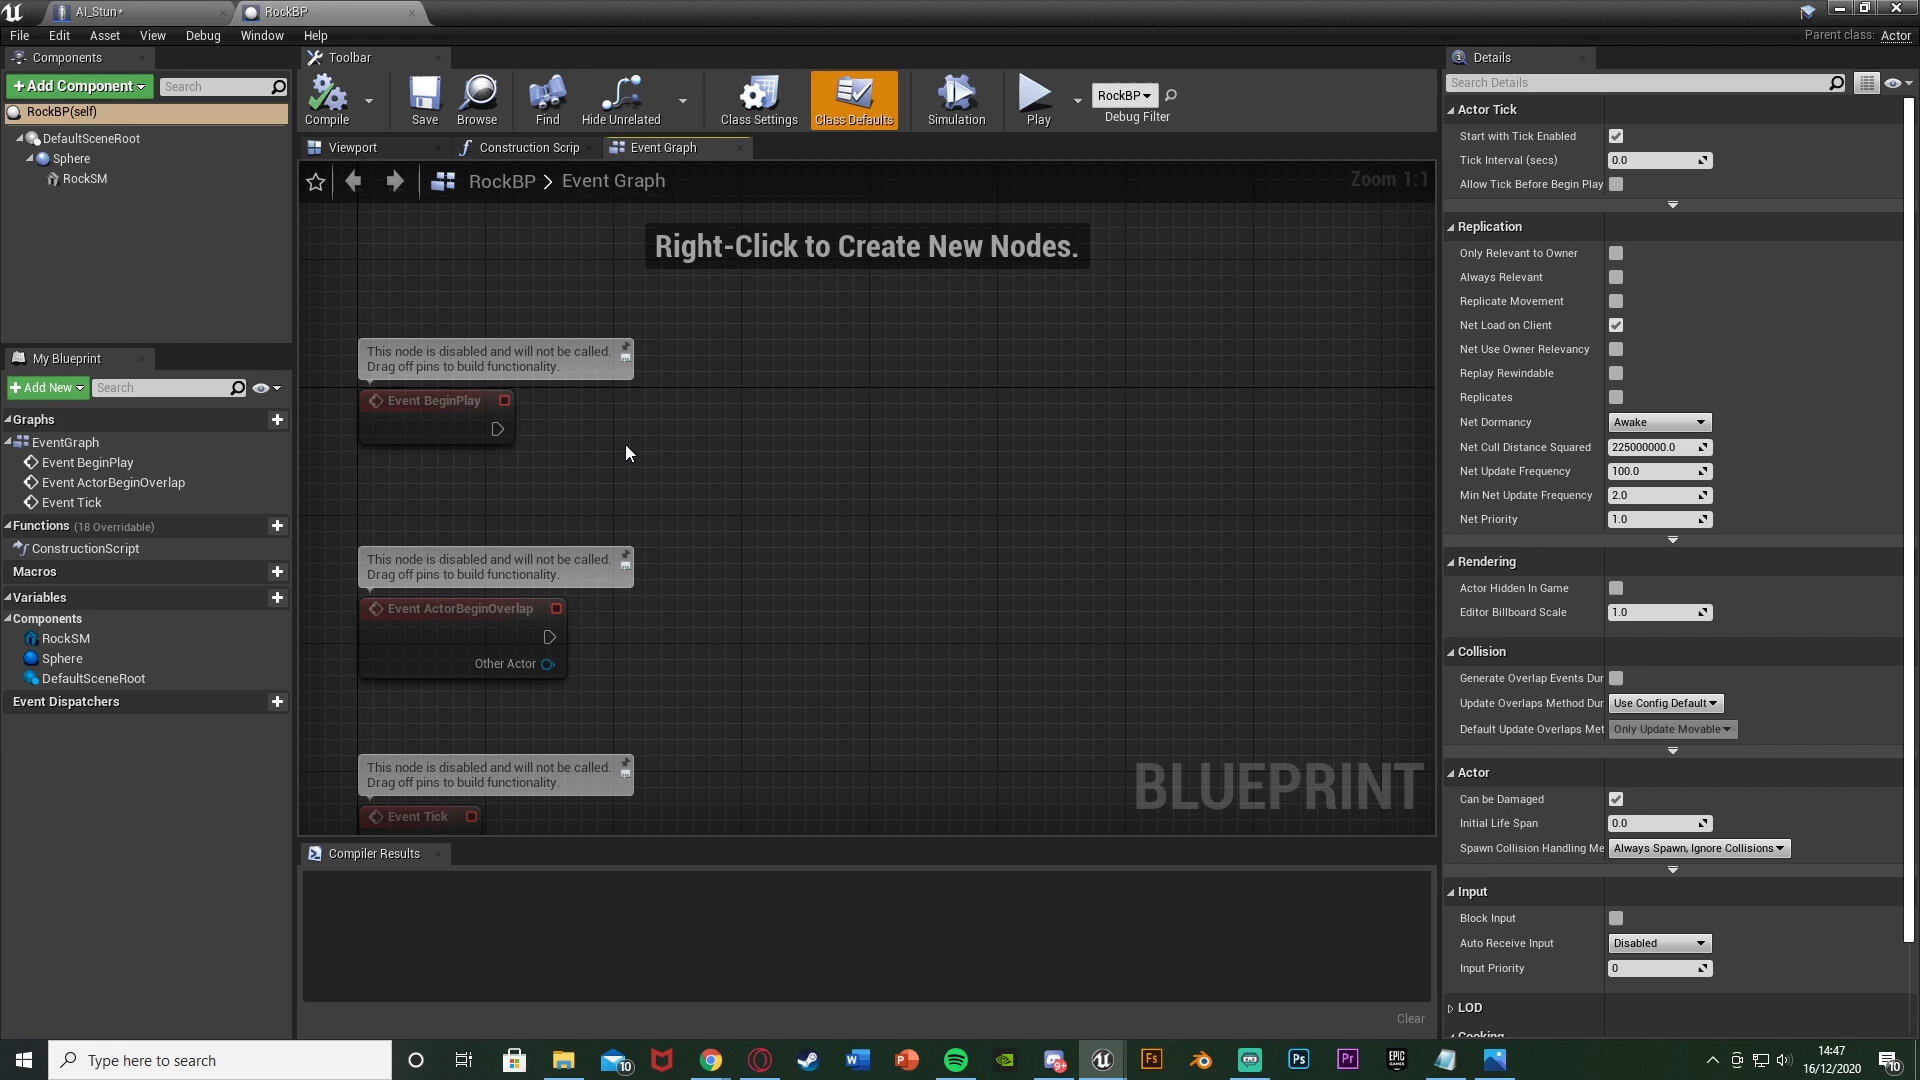 AI_Stun*
RockBP
File Edit Asset View Debug Window Help
Parent class: Actor
Components
Toolbar
Details
+Add Component
Search
Search Details
RockBP(self)
DefaultSceneRoot
Sphere
RockSM
Compile
Save
Browse
Find
Hide Unrelated
Class Settings
Class Defaults
Simulation
Play
RockBP
Debug Filter
Viewport
Construction Scrip
Event Graph
RockBP > Event Graph
Zoom 1:1
Right-Click to Create New Nodes.
This node is disabled and will not be called.
Drag off pins to build functionality.
Event BeginPlay
This node is disabled and will not be called.
Drag off pins to build functionality.
Event ActorBeginOverlap
Other Actor
This node is disabled and will not be called.
Drag off pins to build functionality.
Event Tick
BLUEPRINT
My Blueprint
+Add New
Search
Graphs
EventGraph
Event BeginPlay
Event ActorBeginOverlap
Event Tick
Functions (18 Overridable)
ConstructionScript
Macros
Variables
Components
RockSM
Sphere
DefaultSceneRoot
Event Dispatchers
Compiler Results
Clear
Actor Tick
Start with Tick Enabled
Tick Interval (secs) 0.0
Allow Tick Before Begin Play
Replication
Only Relevant to Owner
Always Relevant
Replicate Movement
Net Load on Client
Net Use Owner Relevancy
Replay Rewindable
Replicates
Net Dormancy Awake
Net Cull Distance Squared 225000000.0
Net Update Frequency 100.0
Min Net Update Frequency 2.0
Net Priority 1.0
Rendering
Actor Hidden In Game
Editor Billboard Scale 1.0
Collision
Generate Overlap Events Dur
Update Overlaps Method Dur Use Config Default
Default Update Overlaps Met Only Update Movable
Actor
Can be Damaged
Initial Life Span 0.0
Spawn Collision Handling Me Always Spawn, Ignore Collisions
Input
Block Input
Auto Receive Input Disabled
Input Priority 0
LOD
Cooking
Type here to search
14:47
16/12/2020